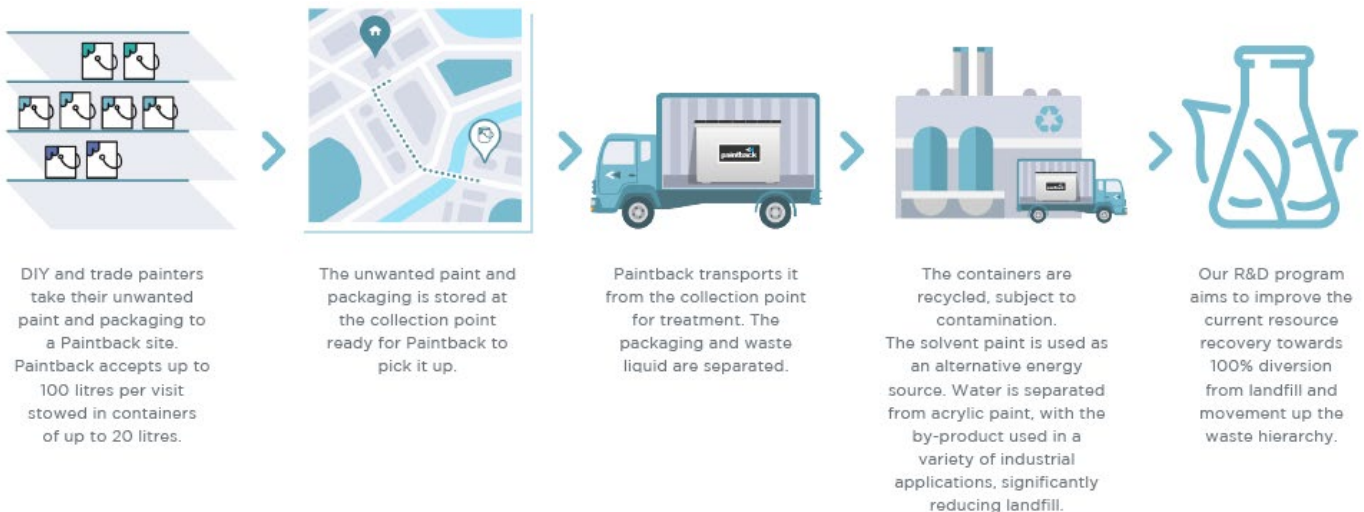 paintback
DIY and trade painters
take their unwanted
paint and packaging to
a Paintback site.
Paintback accepts up to
100 litres per visit
stowed in containers
of up to 20 litres.
The unwanted paint and
packaging is stored at
the collection point
ready for Paintback to
pick it up.
Paintback transports it
from the collection point
for treatment. The
packaging and waste
liquid are separated.
The containers are
recycled, subject to
contamination.
The solvent paint is used as
an alternative energy
source. Water is separated
from acrylic paint, with the
by-product used in a
variety of industrial
applications, significantly
reducing landfill.
Our R&D program
aims to improve the
current resource
recovery towards
100% diversion
from landfill and
movement up the
waste hierarchy.